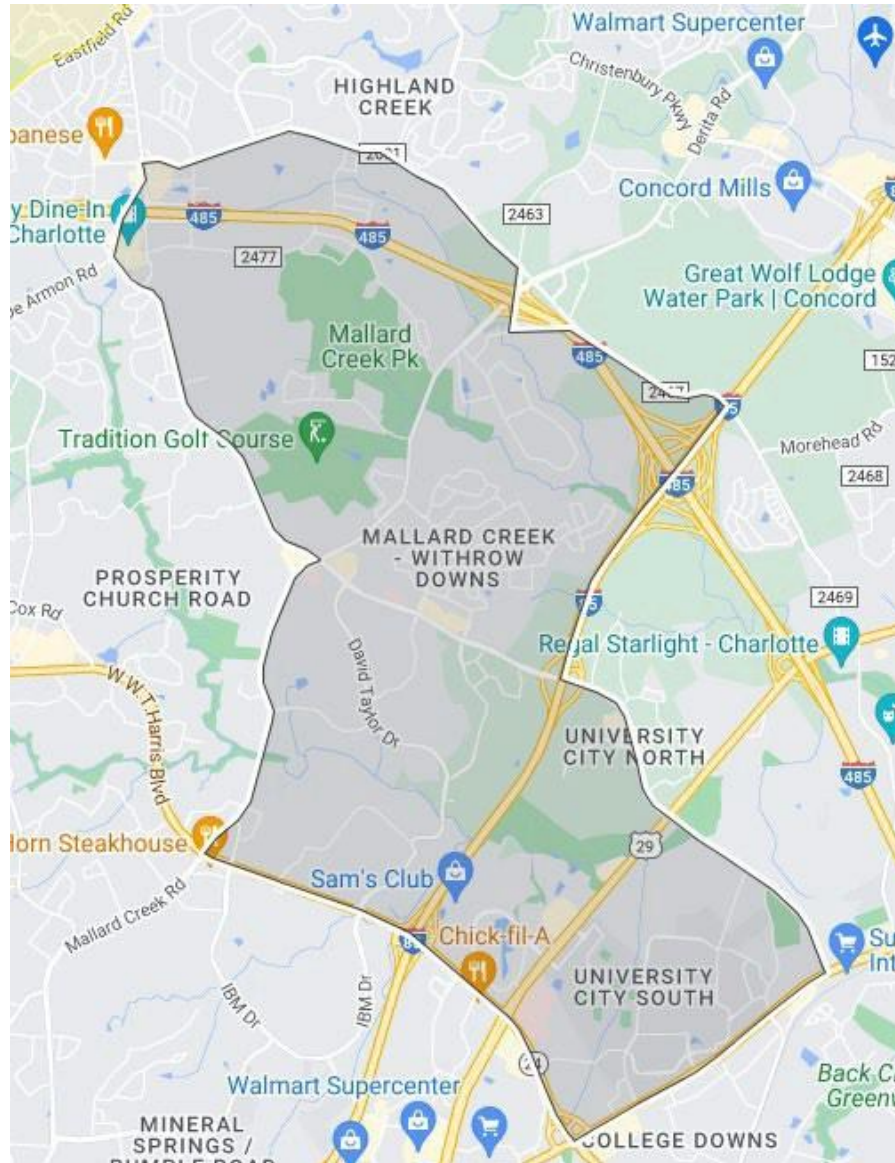 Eastfield Rd
Walmart Supercenter
HIGHLAND
CREEK
Christenbury Pkwy
Derita Rd
panese
Concord Mills
y Dine-In
Charlotte
485
485
2477
2463
Great Wolf Lodge
Water Park | Concord
be Armon Rd
Mallard
Creek Pk
485
152
Tradition Golf Course
Morehead Rd
2468
485
MALLARD CREEK
- WITHROW
DOWNS
PROSPERITY
CHURCH ROAD
2469
Cox Rd
Regal Starlight - Charlotte
David Taylor Dr
W.W.T.Harris Blvd
UNIVERSITY
CITY NORTH
485
Horn Steakhouse
29
Sam's Club
Mallard Creek Rd
Chick-fil-A
Su
Int
UNIVERSITY
CITY SOUTH
IBM Dr
IBM Dr
24
Walmart Supercenter
Back C
Greenw
MINERAL
SPRINGS /
COLLEGE DOWNS